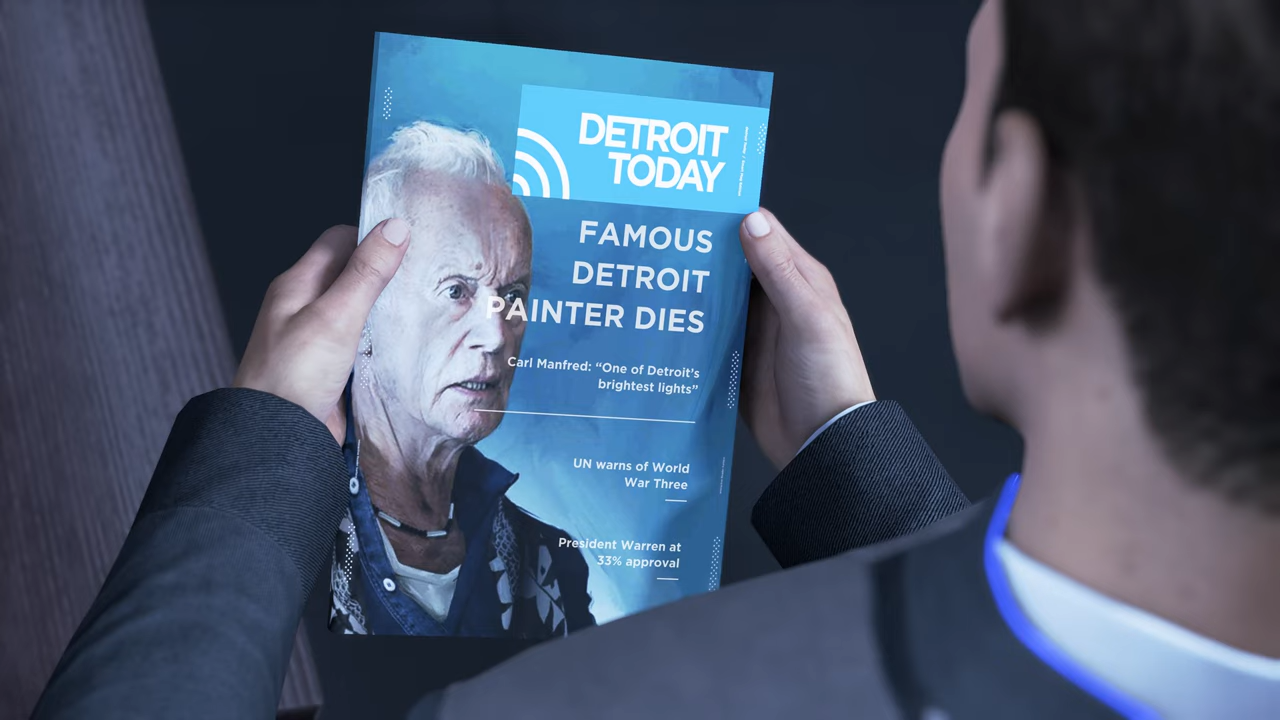 DETROIT
TODAY
FAMOUS
DETROIT
PAINTER DIES
Carl Manfred: “One of Detroit’s
brightest lights”
UN warns of World
War Three
President Warren at
33% approval